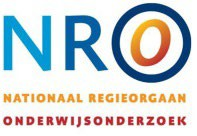 NRO
NATIONAAL REGIEORGAAN
ONDERWIJSONDERZOEK